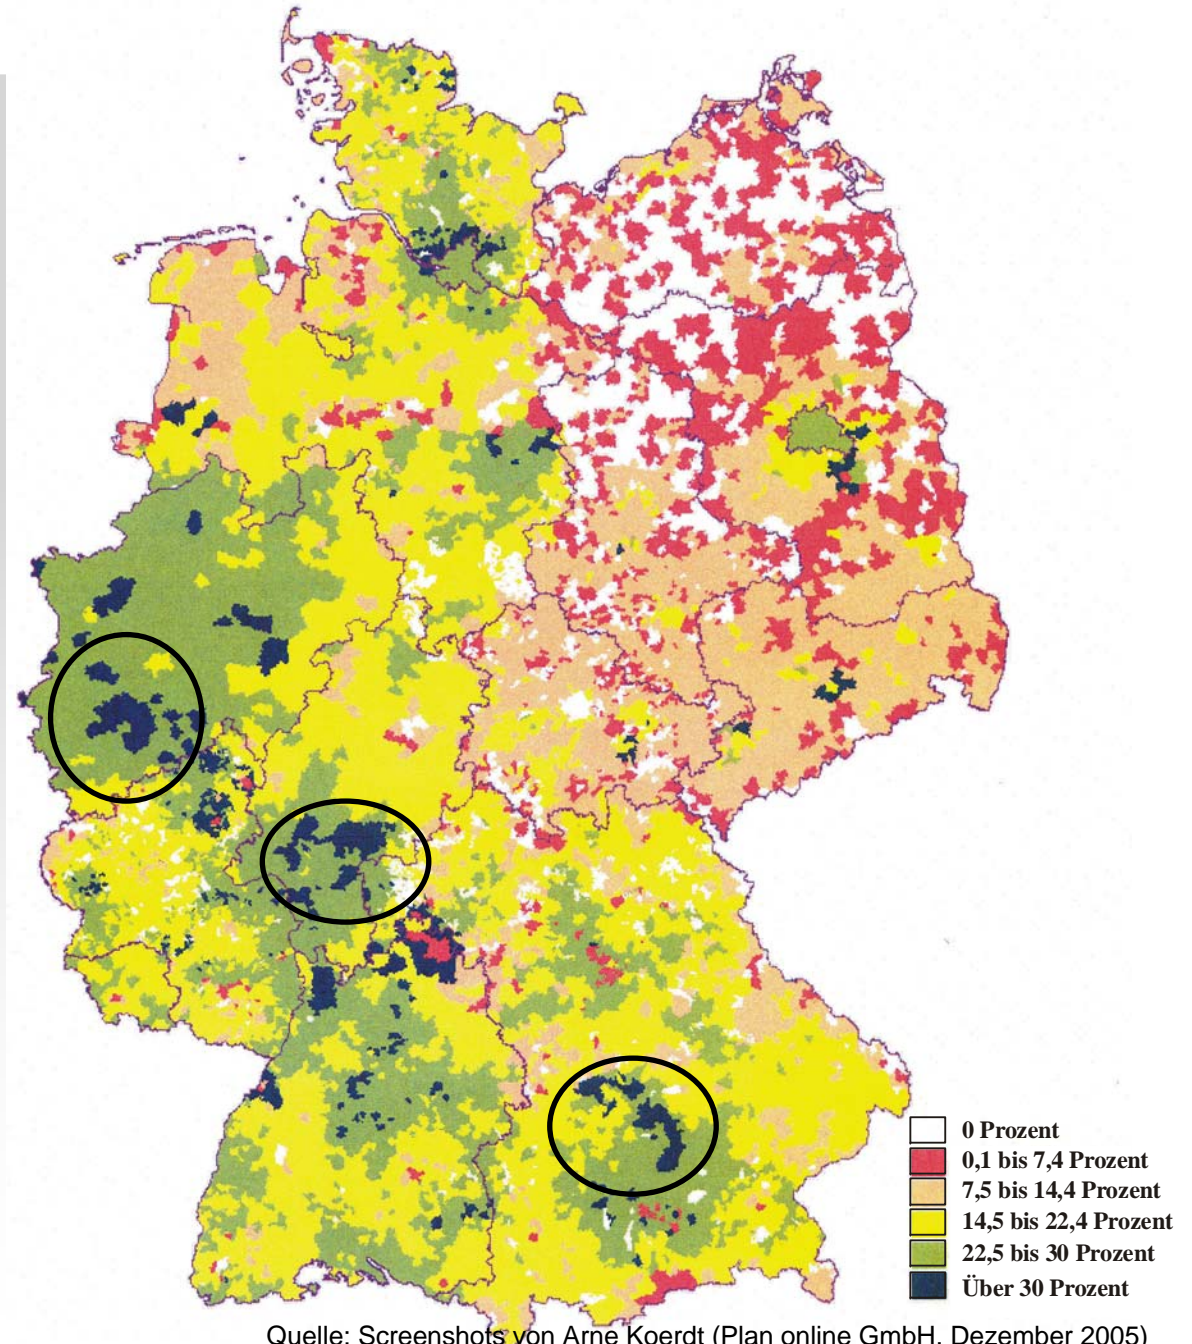 0 Prozent
0,1 bis 7,4 Prozent
7,5 bis 14,4 Prozent
14,5 bis 22,4 Prozent
22,5 bis 30 Prozent
Über 30 Prozent
Quelle: Screenshots von Arne Koerdt (Plan online GmbH, Dezember 2005)